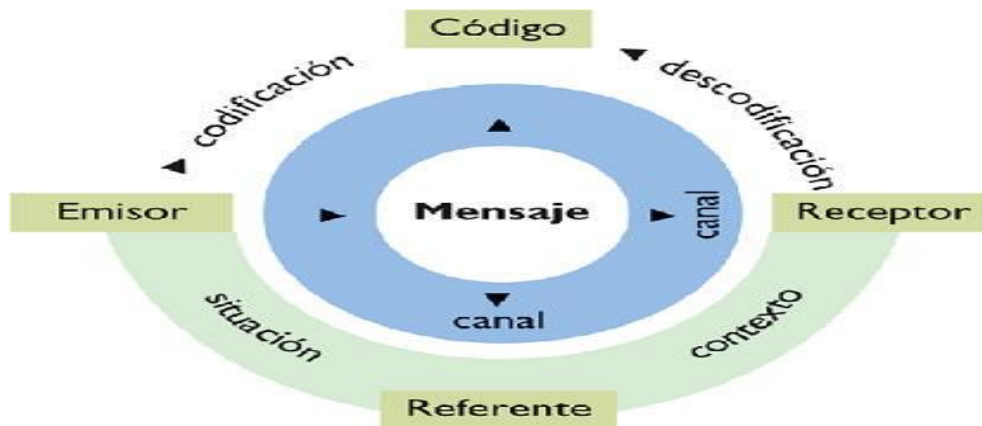 Código
codificación
descodificación
Emisor
Mensaje
canal
Receptor
situación
canal
contexto
Referente